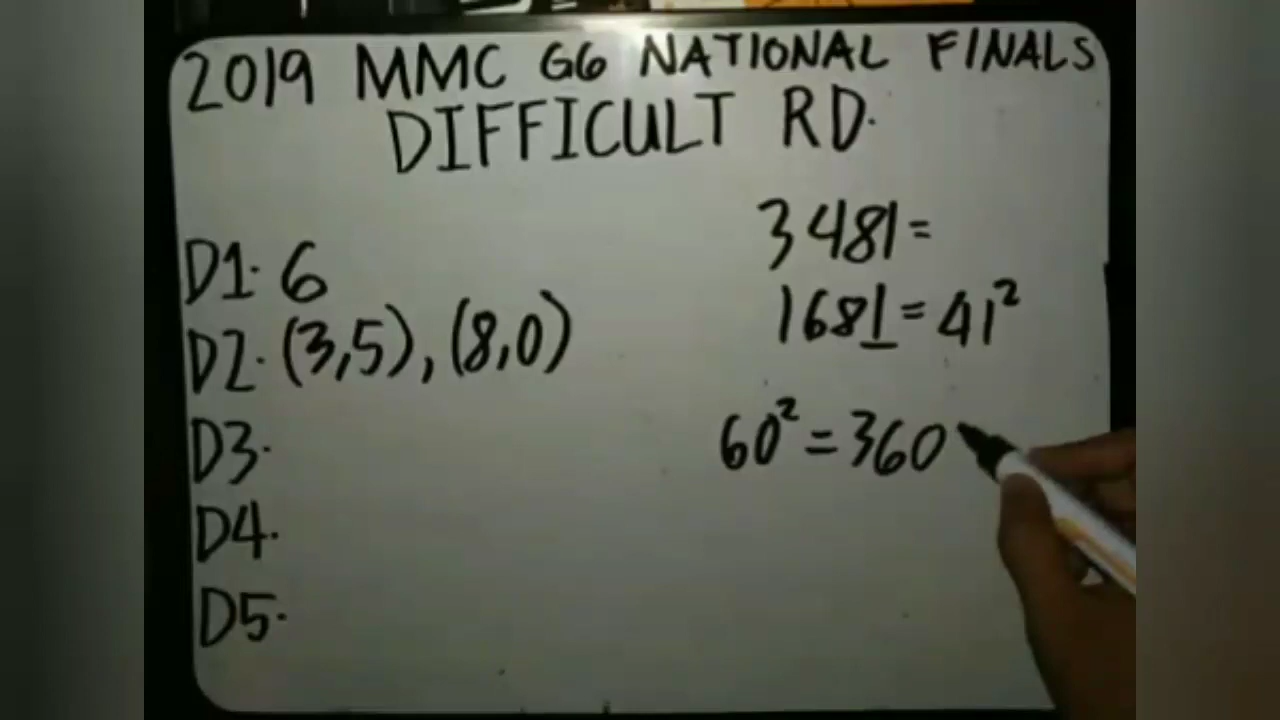 2019 MMC G6 NATIONAL FINALS
DIFFICULT RD.
D1. 6
D2. (3,5), (8,0)
D3.
D4.
D5.
3481 =
1681 = 41²
60² = 360